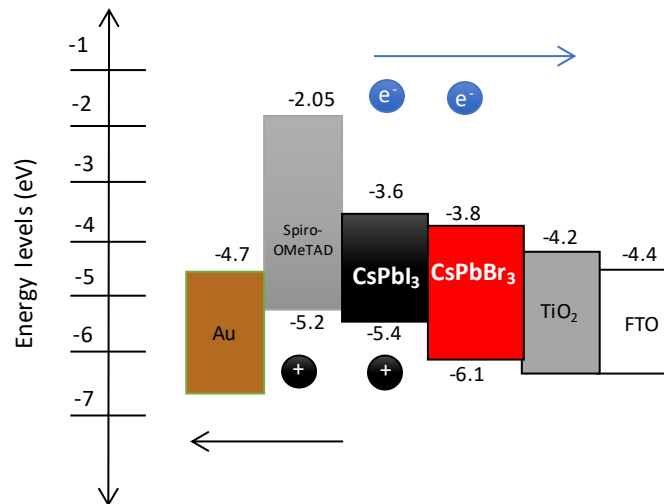 Energy levels (eV)
-1
-2
-3
-4
-5
-6
-7
e-
e-
-2.05
-3.6
-3.8
-4.2
-4.4
-4.7
Spiro-
OMeTAD
CsPbI3
CsPbBr3
TiO2
FTO
Au
-5.2
-5.4
-6.1
+
+